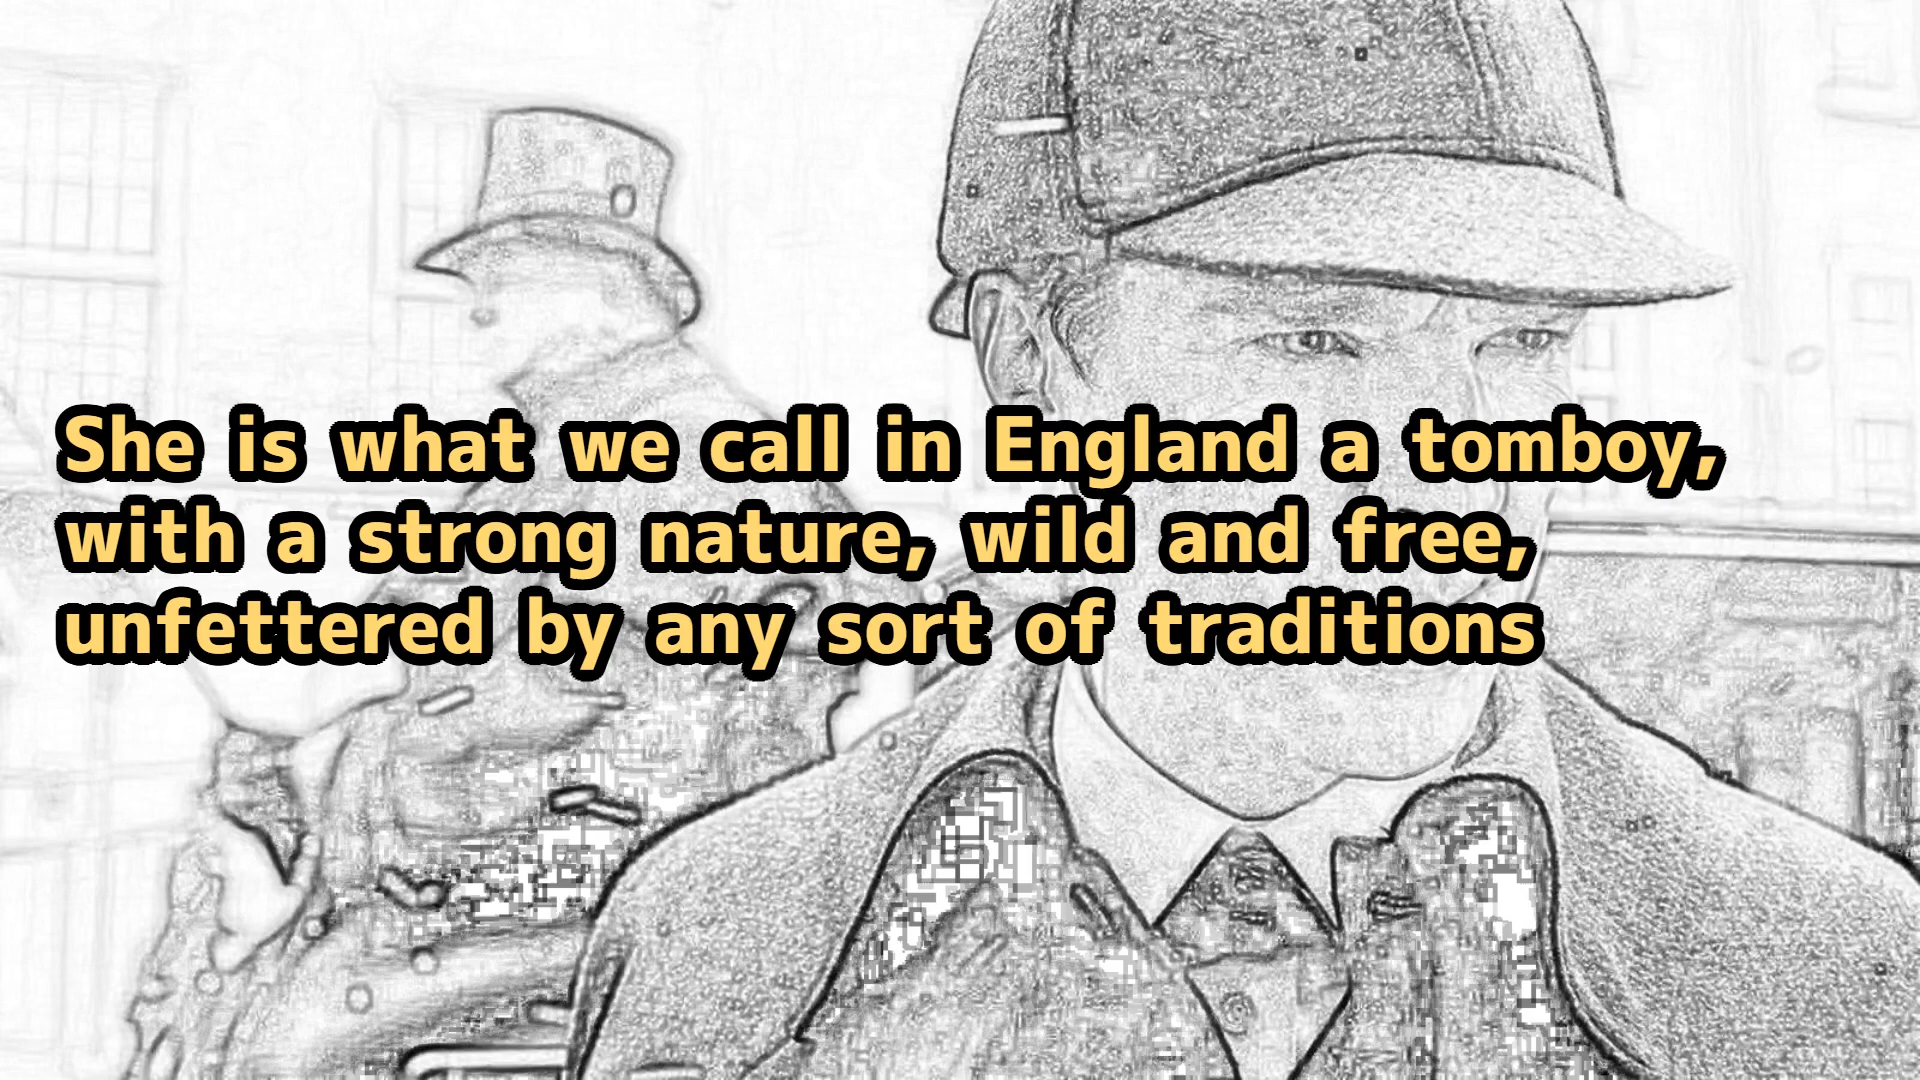 She is what we call in England a tomboy,
with a strong nature, wild and free,
unfettered by any sort of traditions